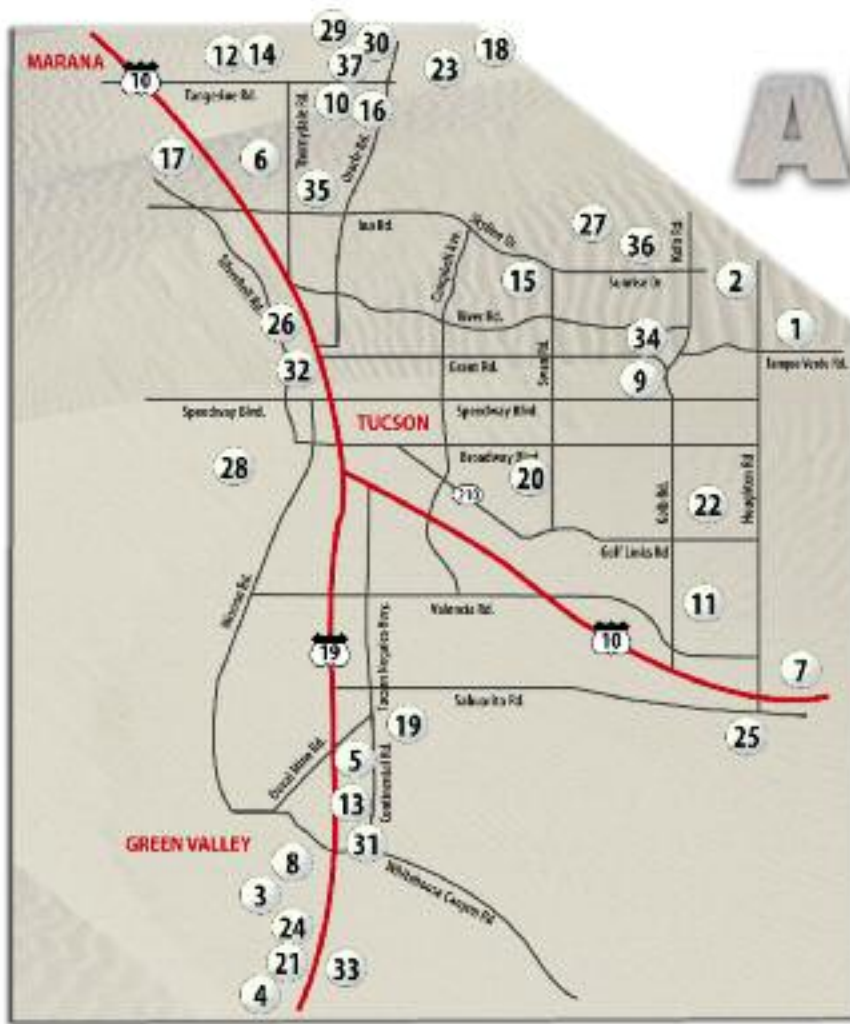 29
30
18
12
14
37
23
MARANA
10
Tangerine Rd.
10
16
Thornydale Rd.
17
6
Oracle Rd.
35
Ina Rd.
Skyline Dr.
27
36
Kolb Rd.
Campbell Ave.
15
Sunrise Dr
2
Silverbell Rd.
26
River Rd.
34
1
Swan Rd.
Grant Rd.
Tanque Verde Rd.
32
9
Speedway Blvd.
Speedway Blvd.
TUCSON
Broadway Blvd
28
20
210
22
Kolb Rd.
Houghton Rd
Golf Links Rd
11
Valencia Rd.
Tucson Nogales Hwy.
19
10
7
Sahuarita Rd.
19
25
5
Duval Mine Rd.
Continental Rd.
13
GREEN VALLEY
31
8
Whitehouse Canyon Rd
3
24
21
33
4